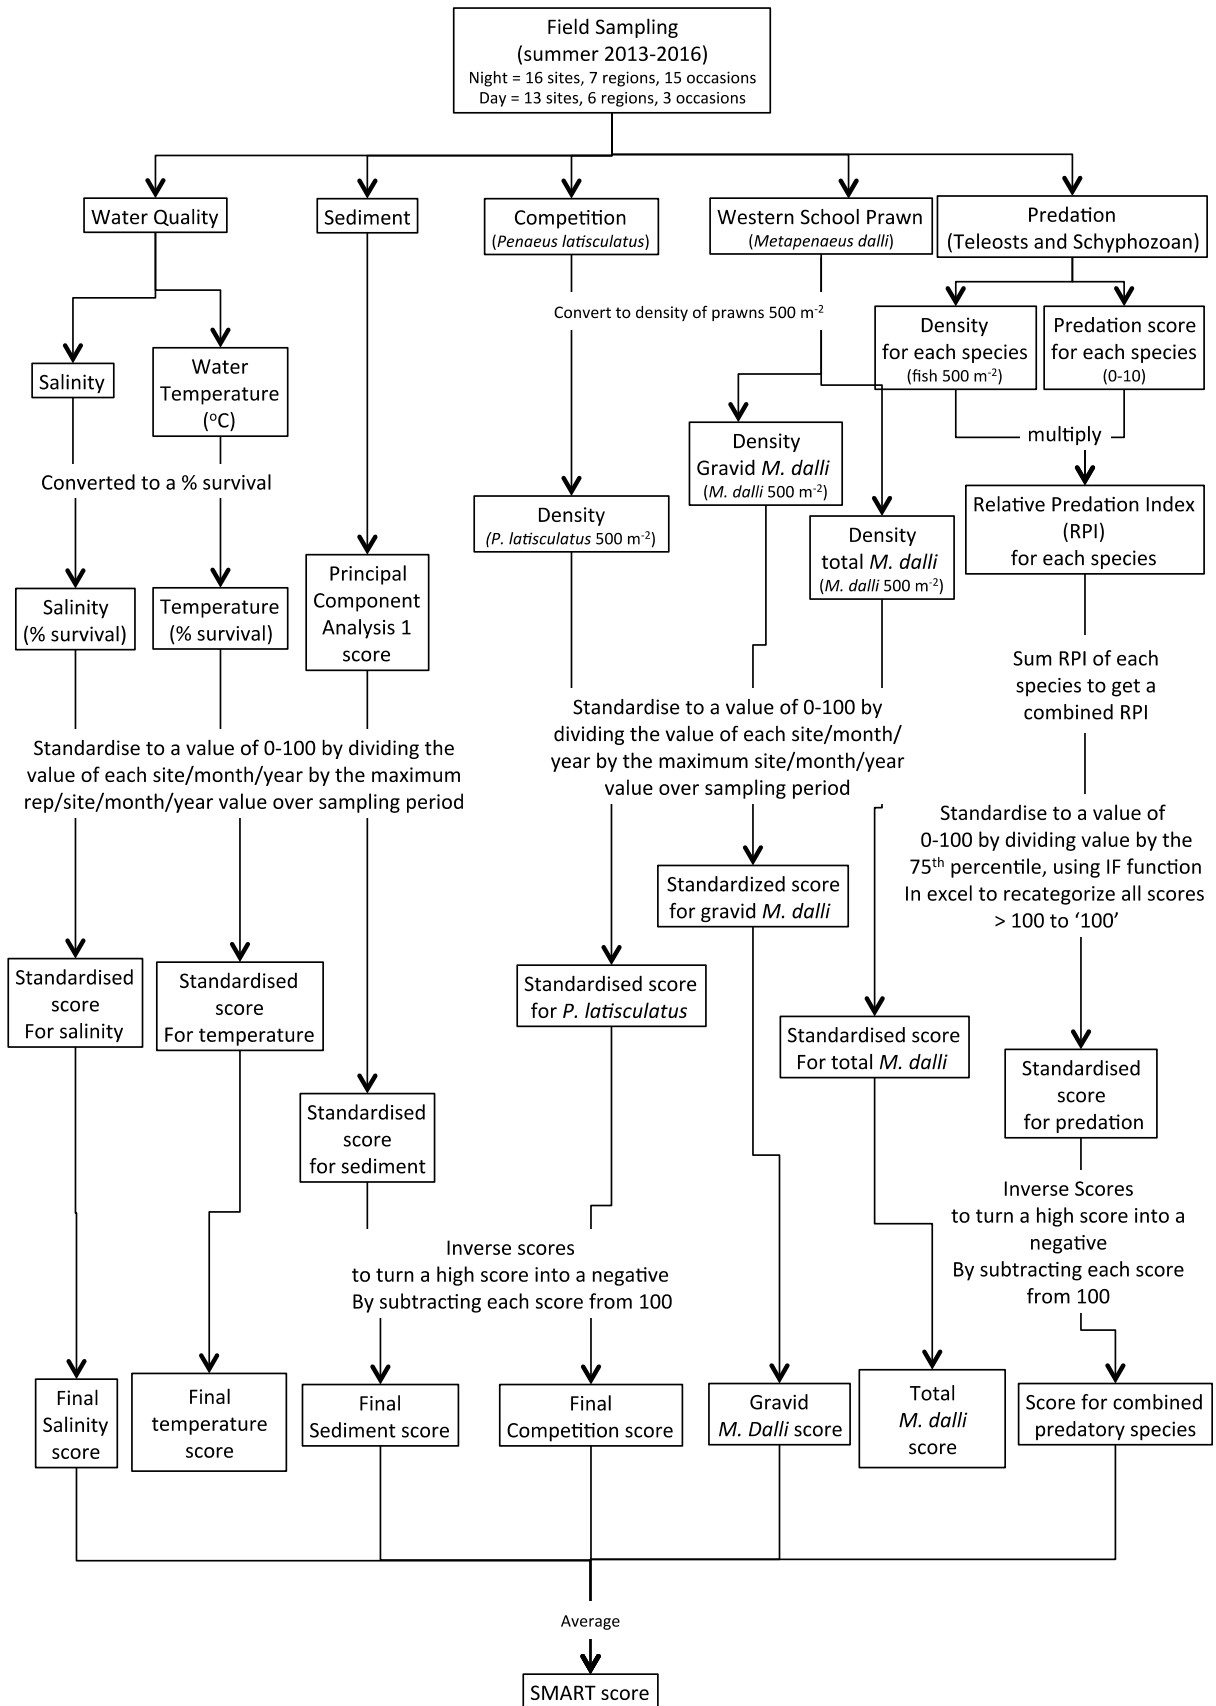 Field Sampling
(summer 2013-2016)
Night = 16 sites, 7 regions, 15 occasions
Day = 13 sites, 6 regions, 3 occasions
Water Quality
Sediment
Competition
(Penaeus latisculatus)
Western School Prawn
(Metapenaeus dalli)
Predation
(Teleosts and Schyphozoan)
Convert to density of prawns 500 m⁻²
Salinity
Water
Temperature
(ᵒC)
Density
for each species
(fish 500 m⁻²)
Predation score
for each species
(0-10)
multiply
Converted to a % survival
Density
Gravid M. dalli
(M. dalli 500 m⁻²)
Density
(P. latisculatus 500 m⁻²)
Density
total M. dalli
(M. dalli 500 m⁻²)
Relative Predation Index
(RPI)
for each species
Salinity
(% survival)
Temperature
(% survival)
Principal
Component
Analysis 1
score
Sum RPI of each
species to get a
combined RPI
Standardise to a value of 0-100 by dividing the
value of each site/month/year by the maximum
rep/site/month/year value over sampling period
Standardise to a value of 0-100 by
dividing the value of each site/month/
year by the maximum site/month/year
value over sampling period
Standardise to a value of
0-100 by dividing value by the
75th percentile, using IF function
In excel to recategorize all scores
> 100 to ‘100’
Standardized score
for gravid M. dalli
Standardised
score
For salinity
Standardised
score
For temperature
Standardised score
for P. latisculatus
Standardised score
For total M. dalli
Standardised
score
for predation
Standardised
score
for sediment
Inverse scores
to turn a high score into a negative
By subtracting each score from 100
Inverse Scores
to turn a high score into a
negative
By subtracting each score
from 100
Final
Salinity
score
Final
temperature
score
Final
Sediment score
Final
Competition score
Gravid
M. Dalli score
Total
M. dalli
score
Score for combined
predatory species
Average
SMART score